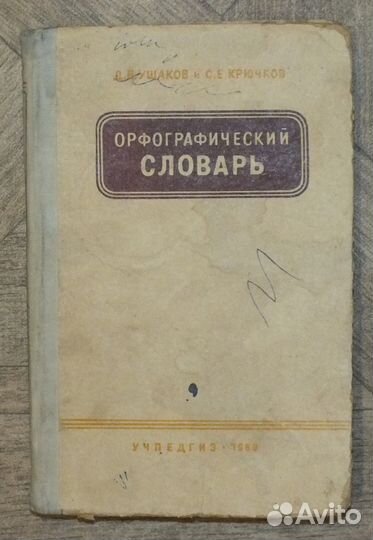 Д. Н. УШАКОВ и С. Е. КРЮЧКОВ
ОРФОГРАФИЧЕСКИЙ
СЛОВАРЬ
УЧПЕДГИЗ •
Avito